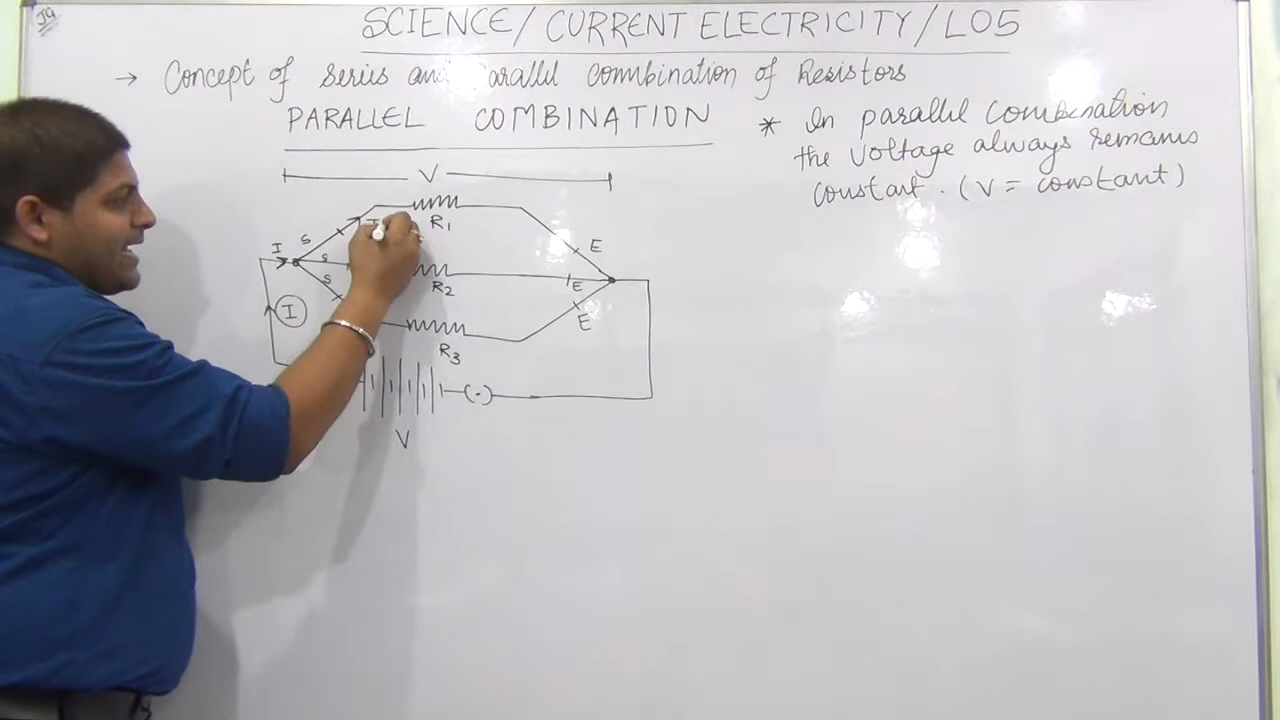 SCIENCE/CURRENT ELECTRICITY/L05
→ Concept of Series and Parallel Combination of Resistors
PARALLEL COMBINATION
* In parallel combination
the voltage always remains
constant. (V = constant)
V
R1
I
S
E
S
R2
E
S
I
E
R3
(-)
V